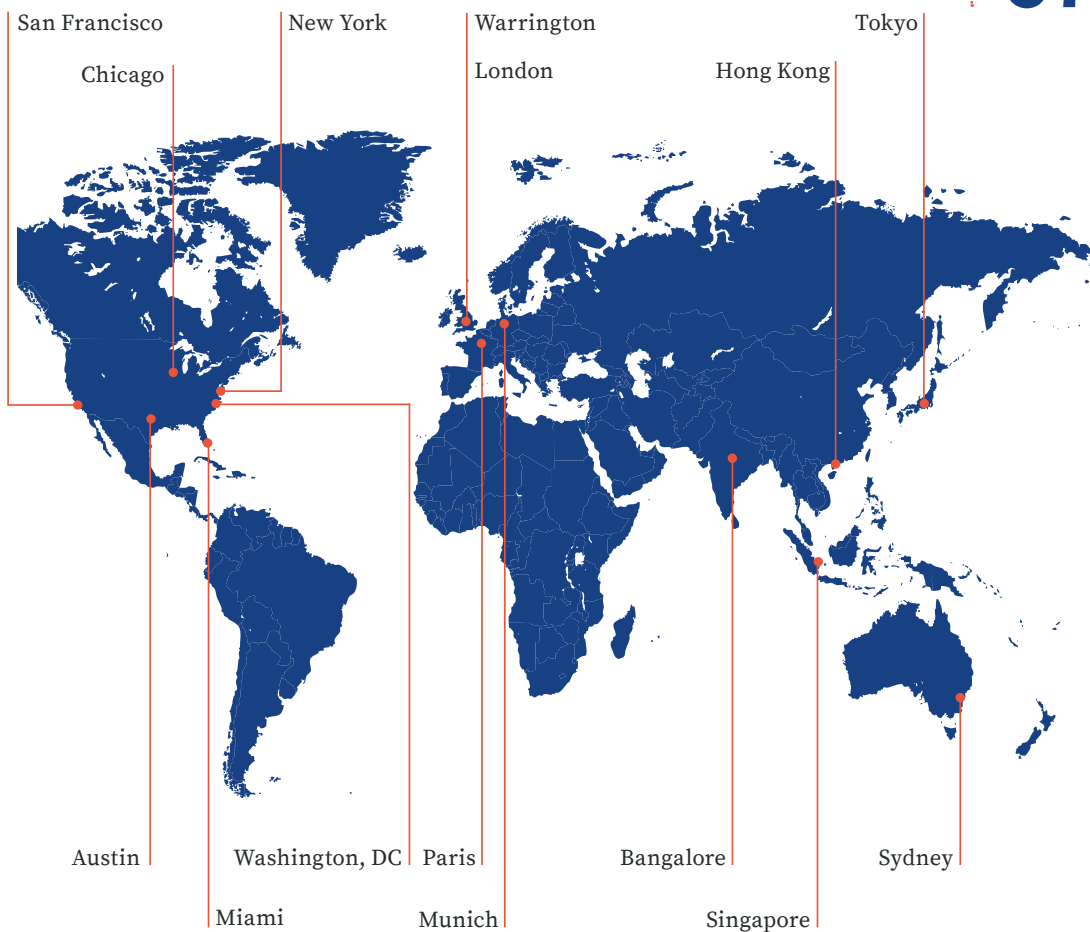 San Francisco
New York
Warrington
Tokyo
Chicago
London
Hong Kong
Austin
Washington, DC
Paris
Bangalore
Sydney
Miami
Munich
Singapore